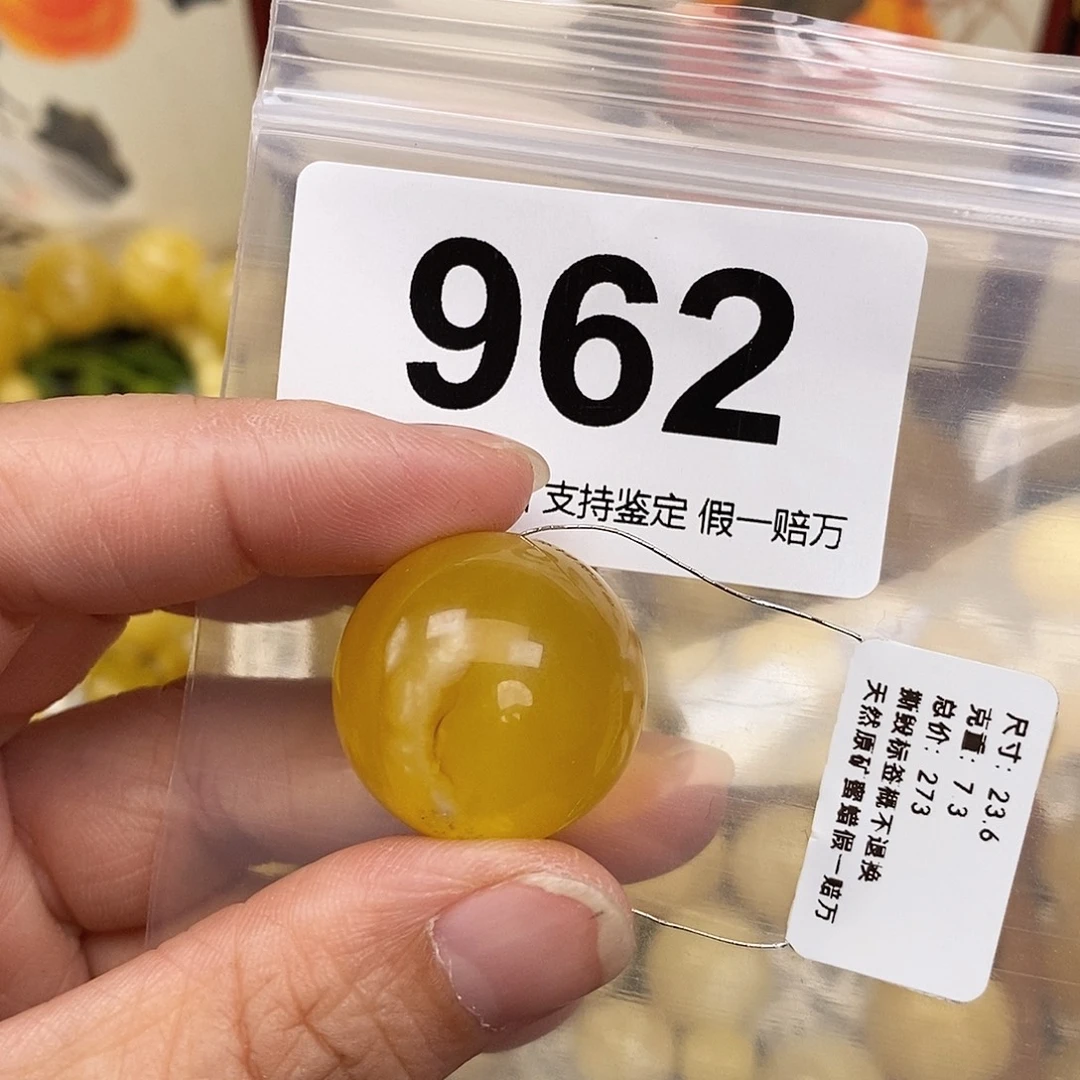 962
支持鉴定 假一赔万
尺寸: 23.6
克重: 7.3
总价: 273
撕毁标签概不退换
天然原矿蜜蜡假一赔万